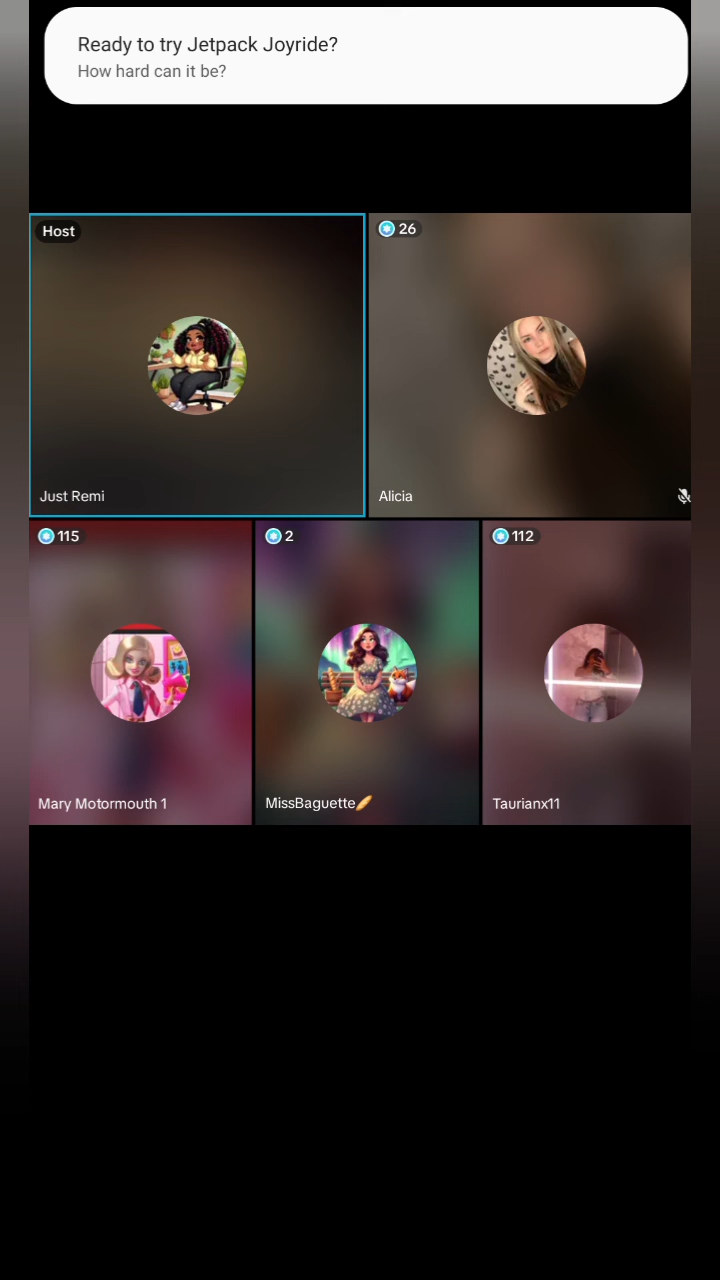 Ready to try Jetpack Joyride?
How hard can it be?
Host
26
Just Remi
Alicia
115
2
112
Mary Motormouth 1
MissBaguette🥖
Taurianx11